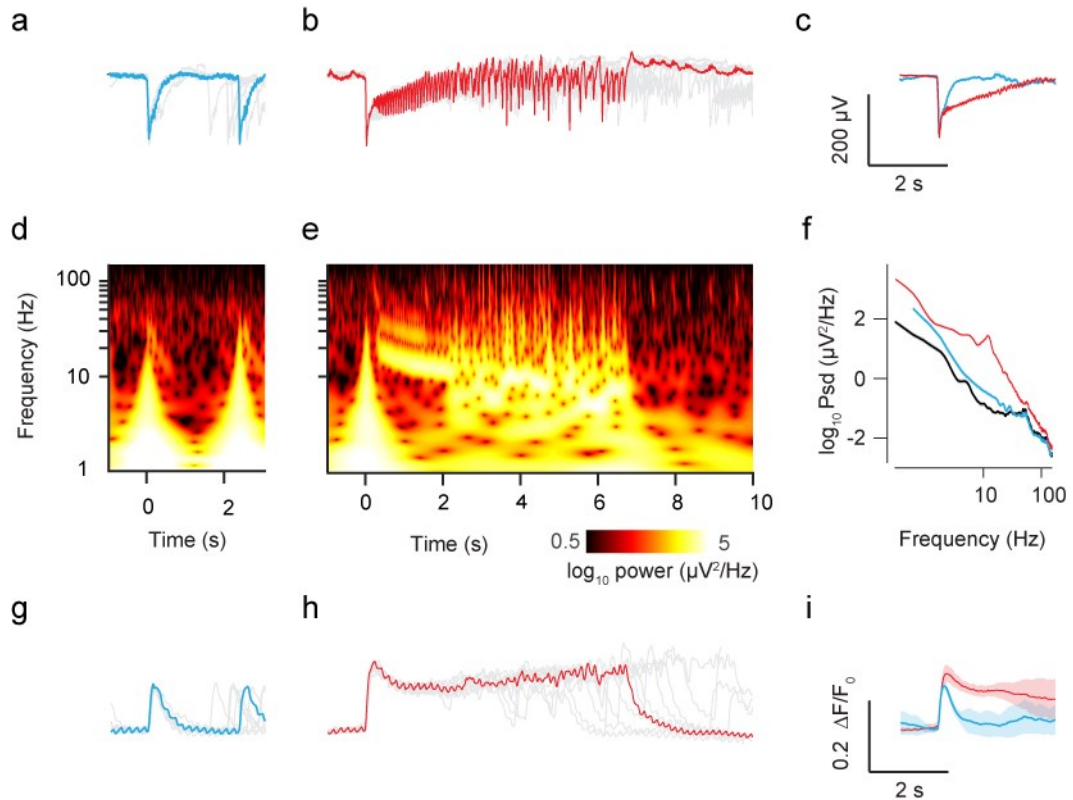 a
b
c
200 µV
2 s
d
e
f
Frequency (Hz)
100
10
1
0 2
Time (s)
0 2 4 6 8 10
Time (s)
0.5 5
log₁₀ power (µV²/Hz)
log₁₀ Psd (µV²/Hz)
2
0
-2
10 100
Frequency (Hz)
g
h
i
0.2 ΔF/F₀
2 s